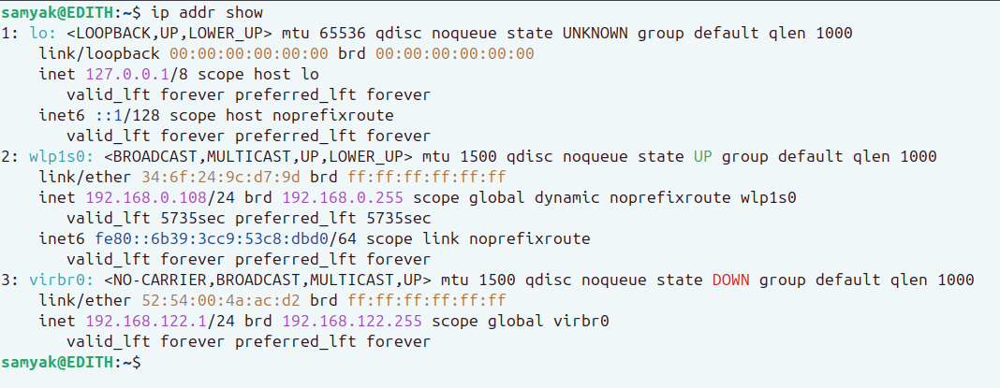 samyak@EDITH:~$ ip addr show
1: lo: <LOOPBACK,UP,LOWER_UP> mtu 65536 qdisc noqueue state UNKNOWN group default qlen 1000
    link/loopback 00:00:00:00:00:00 brd 00:00:00:00:00:00
    inet 127.0.0.1/8 scope host lo
       valid_lft forever preferred_lft forever
    inet6 ::1/128 scope host noprefixroute
       valid_lft forever preferred_lft forever
2: wlp1s0: <BROADCAST,MULTICAST,UP,LOWER_UP> mtu 1500 qdisc noqueue state UP group default qlen 1000
    link/ether 34:6f:24:9c:d7:9d brd ff:ff:ff:ff:ff:ff
    inet 192.168.0.108/24 brd 192.168.0.255 scope global dynamic noprefixroute wlp1s0
       valid_lft 5735sec preferred_lft 5735sec
    inet6 fe80::6b39:3cc9:53c8:dbd0/64 scope link noprefixroute
       valid_lft forever preferred_lft forever
3: virbr0: <NO-CARRIER,BROADCAST,MULTICAST,UP> mtu 1500 qdisc noqueue state DOWN group default qlen 1000
    link/ether 52:54:00:4a:ac:d2 brd ff:ff:ff:ff:ff:ff
    inet 192.168.122.1/24 brd 192.168.122.255 scope global virbr0
       valid_lft forever preferred_lft forever
samyak@EDITH:~$